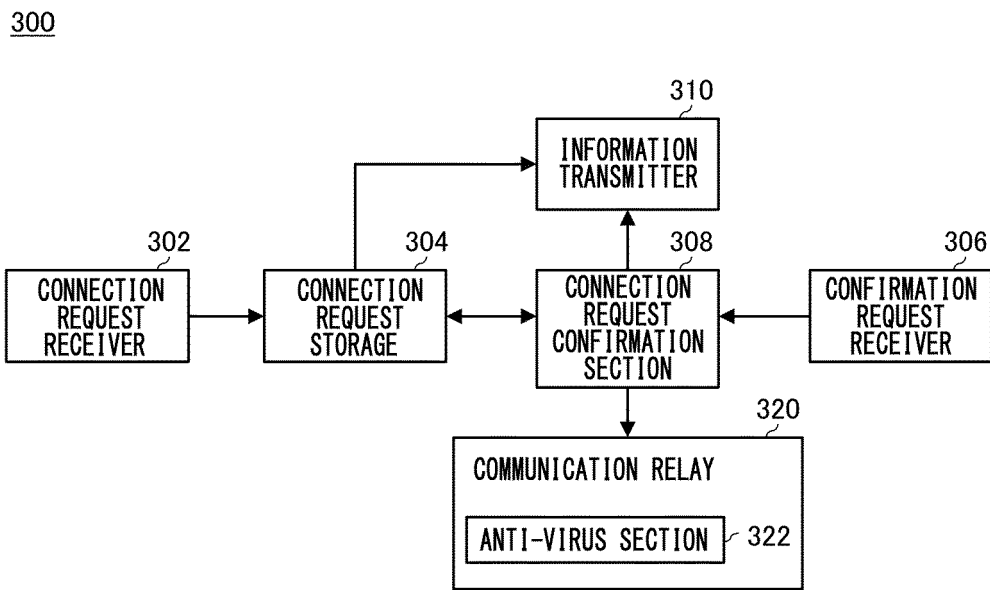 300
310
INFORMATION
TRANSMITTER
302
CONNECTION
REQUEST
RECEIVER
304
CONNECTION
REQUEST
STORAGE
308
CONNECTION
REQUEST
CONFIRMATION
SECTION
306
CONFIRMATION
REQUEST
RECEIVER
320
COMMUNICATION RELAY
ANTI-VIRUS SECTION
322